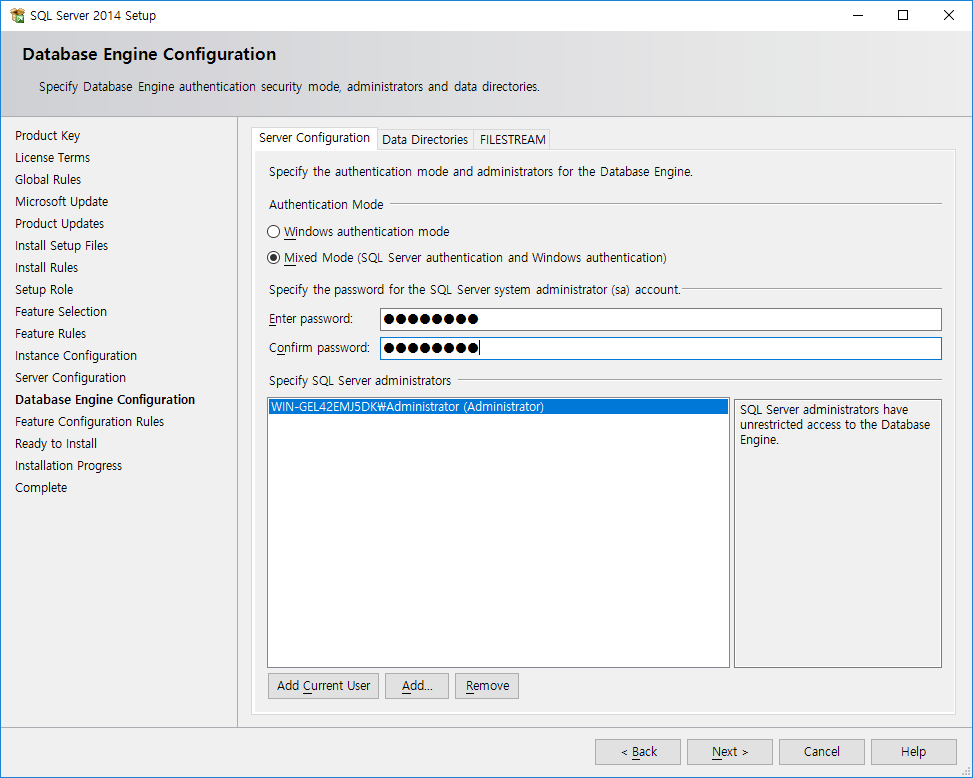 SQL Server 2014 Setup
Database Engine Configuration
Specify Database Engine authentication security mode, administrators and data directories.
Product Key
License Terms
Global Rules
Microsoft Update
Product Updates
Install Setup Files
Install Rules
Setup Role
Feature Selection
Feature Rules
Instance Configuration
Server Configuration
Database Engine Configuration
Feature Configuration Rules
Ready to Install
Installation Progress
Complete
Server Configuration Data Directories FILESTREAM
Specify the authentication mode and administrators for the Database Engine.
Authentication Mode
Windows authentication mode
Mixed Mode (SQL Server authentication and Windows authentication)
Specify the password for the SQL Server system administrator (sa) account.
Enter password: ●●●●●●●●
Confirm password: ●●●●●●●●
Specify SQL Server administrators
WIN-GEL42EMJ5DK₩Administrator (Administrator)
SQL Server administrators have
unrestricted access to the Database
Engine.
Add Current User Add... Remove
< Back Next > Cancel Help